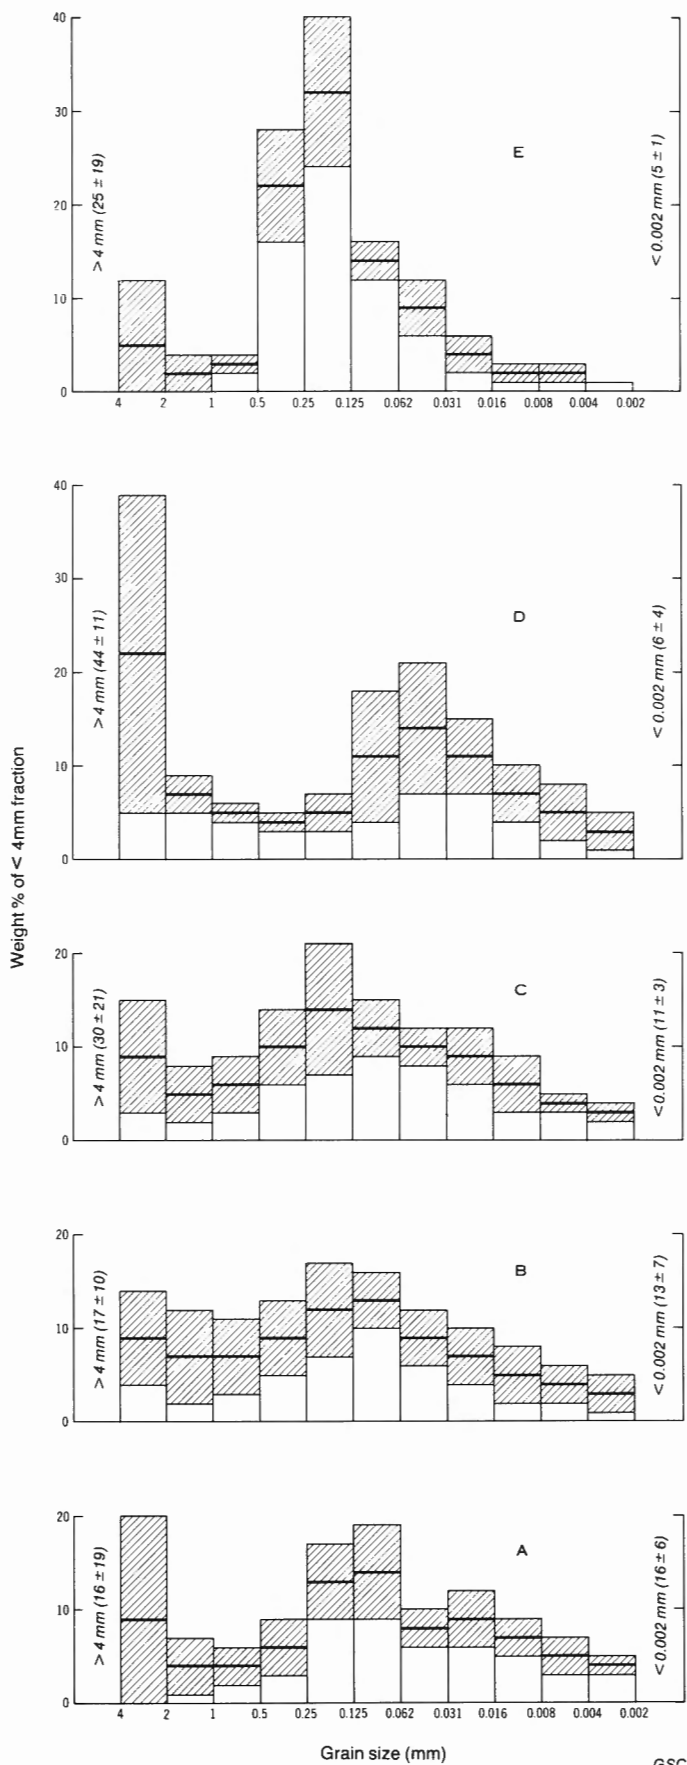 40
30
20
10
0
> 4 mm (25 ± 19)
E
< 0.002 mm (5 ± 1)
4 2 1 0.5 0.25 0.125 0.062 0.031 0.016 0.008 0.004 0.002
40
30
20
10
0
> 4 mm (44 ± 11)
D
< 0.002 mm (6 ± 4)
Weight % of < 4mm fraction
20
10
0
> 4 mm (30 ± 21)
C
< 0.002 mm (11 ± 3)
20
10
0
> 4 mm (17 ± 10)
B
< 0.002 mm (13 ± 7)
20
10
0
> 4 mm (16 ± 19)
A
< 0.002 mm (16 ± 6)
4 2 1 0.5 0.25 0.125 0.062 0.031 0.016 0.008 0.004 0.002
Grain size (mm)
GSC